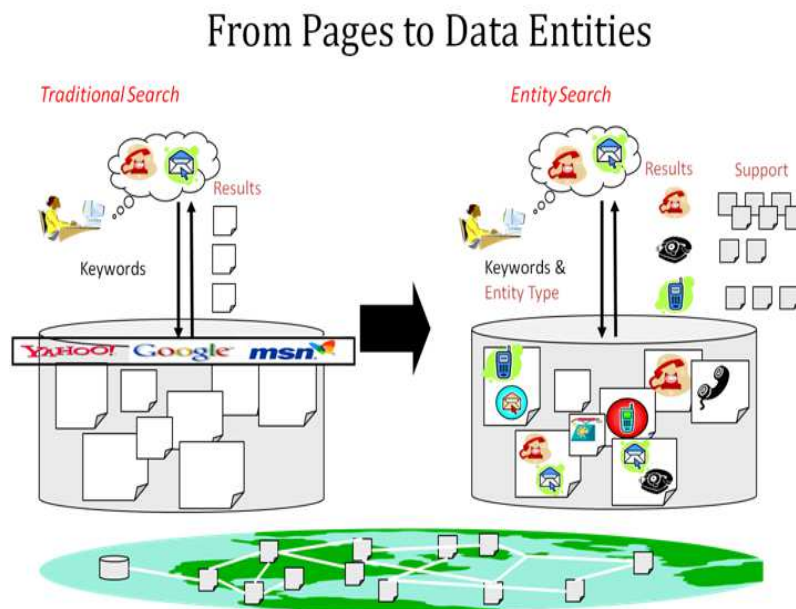 From Pages to Data Entities
Traditional Search
Results
Keywords
YAHOO! Google msn
Entity Search
Results Support
Keywords &
Entity Type